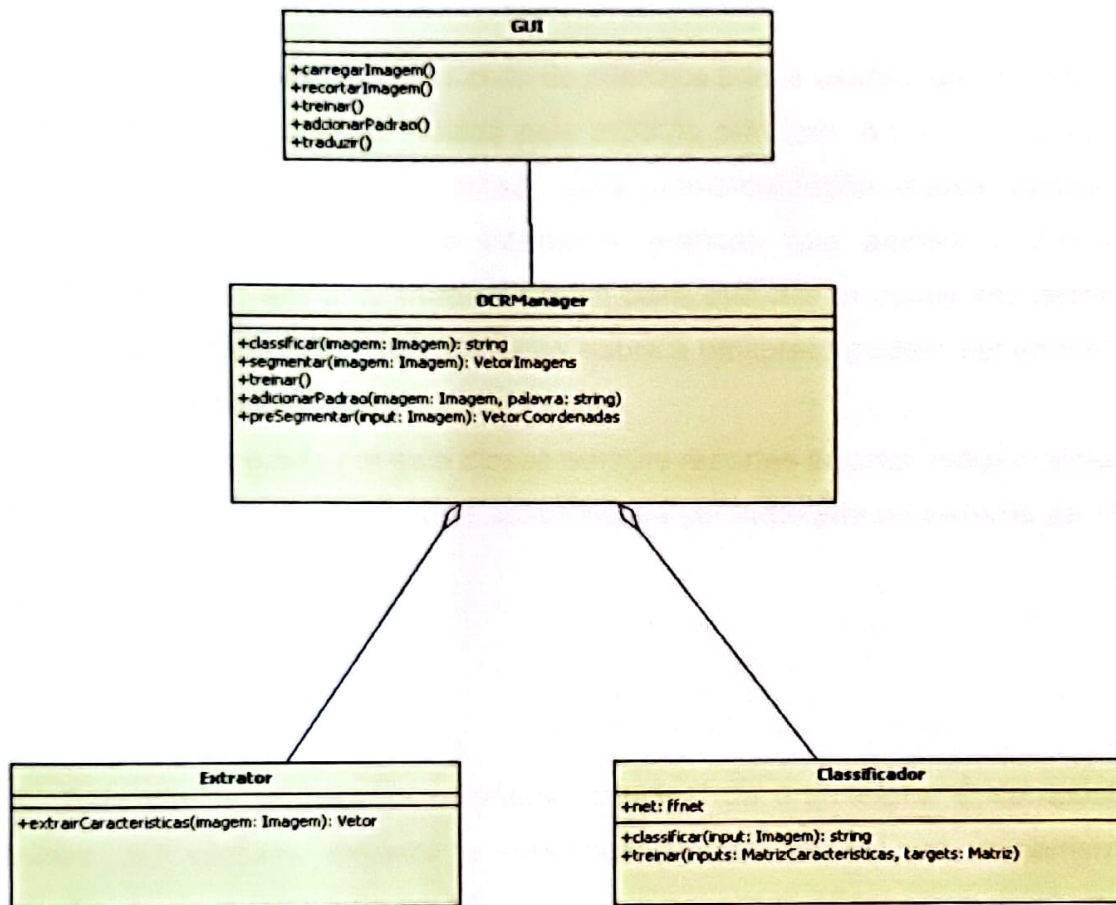 GUI
+carregarImagem()
+recortarImagem()
+treinar()
+adcionarPadrao()
+traduzir()
OCRManager
+classificar(imagem: Imagem): string
+segmentar(imagem: Imagem): VetorImagens
+treinar()
+adicionarPadrao(imagem: Imagem, palavra: string)
+preSegmentar(input: Imagem): VetorCoordenadas
Extrator
+extrairCaracteristicas(imagem: Imagem): Vetor
Classificador
+net: ffnet
+classificar(input: Imagem): string
+treinar(inputs: MatrizCaracteristicas, targets: Matriz)